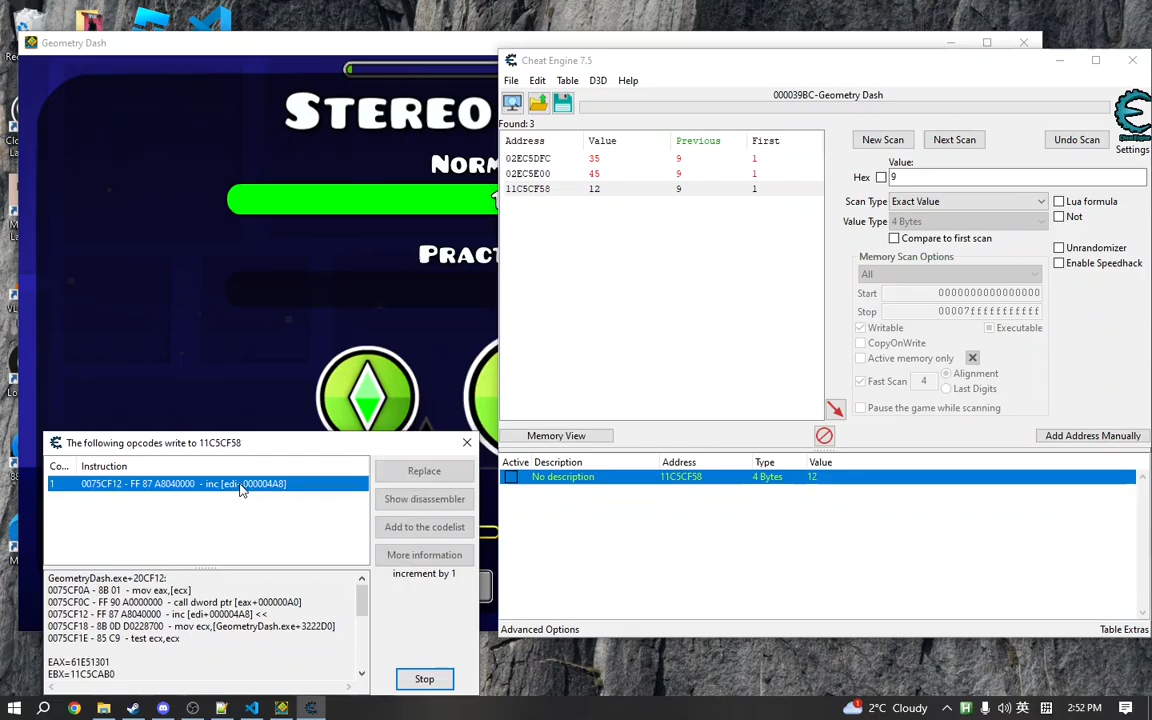 Geometry Dash
STEREO
NORM
PRACT
Cheat Engine 7.5
File Edit Table D3D Help
000039BC-Geometry Dash
Found: 3
Address Value Previous First
02EC5DFC 35 9 1
02EC5E00 45 9 1
11C5CF58 12 9 1
New Scan Next Scan Undo Scan
Settings
Value:
Hex 9
Scan Type Exact Value
Value Type 4 Bytes
Compare to first scan
Lua formula
Not
Unrandomizer
Enable Speedhack
Memory Scan Options
All
Start 0000000000000000
Stop 00007fffffffffff
Writable Executable
CopyOnWrite
Active memory only
Fast Scan 4 Alignment
Last Digits
Pause the game while scanning
Memory View
Add Address Manually
Active Description Address Type Value
No description 11C5CF58 4 Bytes 12
Advanced Options Table Extras
The following opcodes write to 11C5CF58
Co... Instruction
1 0075CF12 - FF 87 A8040000 - inc [edi+000004A8]
Replace
Show disassembler
Add to the codelist
More information
increment by 1
GeometryDash.exe+20CF12:
0075CF0A - 8B 01 - mov eax,[ecx]
0075CF0C - FF 90 A0000000 - call dword ptr [eax+000000A0]
0075CF12 - FF 87 A8040000 - inc [edi+000004A8] <<
0075CF18 - 8B 0D D0228700 - mov ecx,[GeometryDash.exe+3222D0]
0075CF1E - 85 C9 - test ecx,ecx
EAX=61E51301
EBX=11C5CAB0
Stop
2°C Cloudy
英
2:52 PM